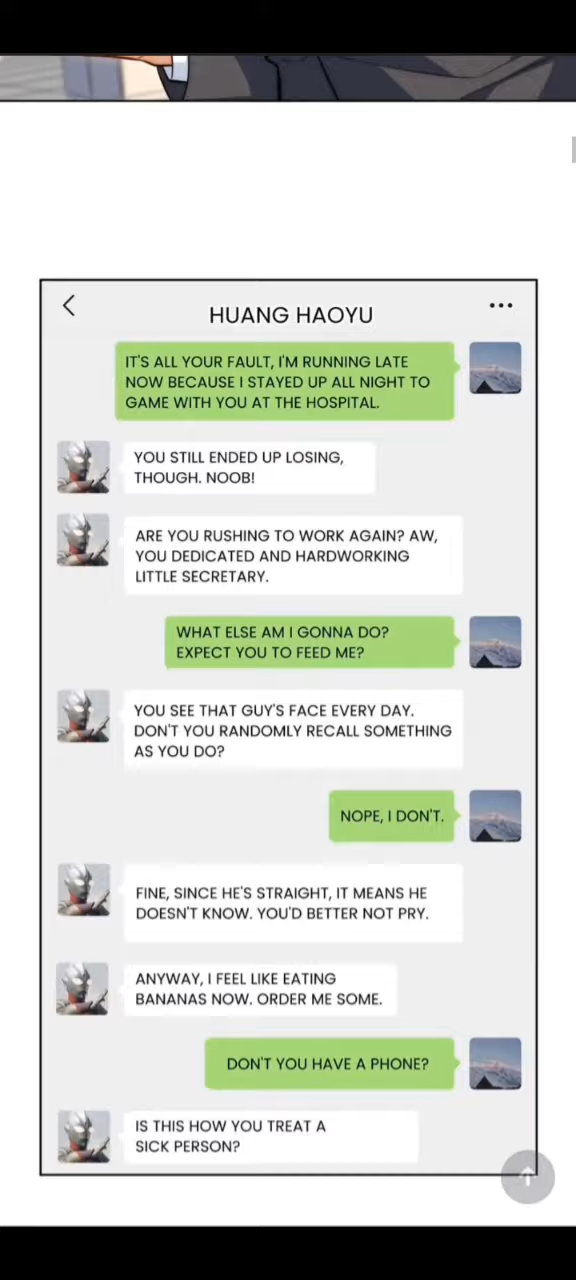 HUANG HAOYU
IT'S ALL YOUR FAULT, I'M RUNNING LATE
NOW BECAUSE I STAYED UP ALL NIGHT TO
GAME WITH YOU AT THE HOSPITAL.
YOU STILL ENDED UP LOSING,
THOUGH. NOOB!
ARE YOU RUSHING TO WORK AGAIN? AW,
YOU DEDICATED AND HARDWORKING
LITTLE SECRETARY.
WHAT ELSE AM I GONNA DO?
EXPECT YOU TO FEED ME?
YOU SEE THAT GUY'S FACE EVERY DAY.
DON'T YOU RANDOMLY RECALL SOMETHING
AS YOU DO?
NOPE, I DON'T.
FINE, SINCE HE'S STRAIGHT, IT MEANS HE
DOESN'T KNOW. YOU'D BETTER NOT PRY.
ANYWAY, I FEEL LIKE EATING
BANANAS NOW. ORDER ME SOME.
DON'T YOU HAVE A PHONE?
IS THIS HOW YOU TREAT A
SICK PERSON?